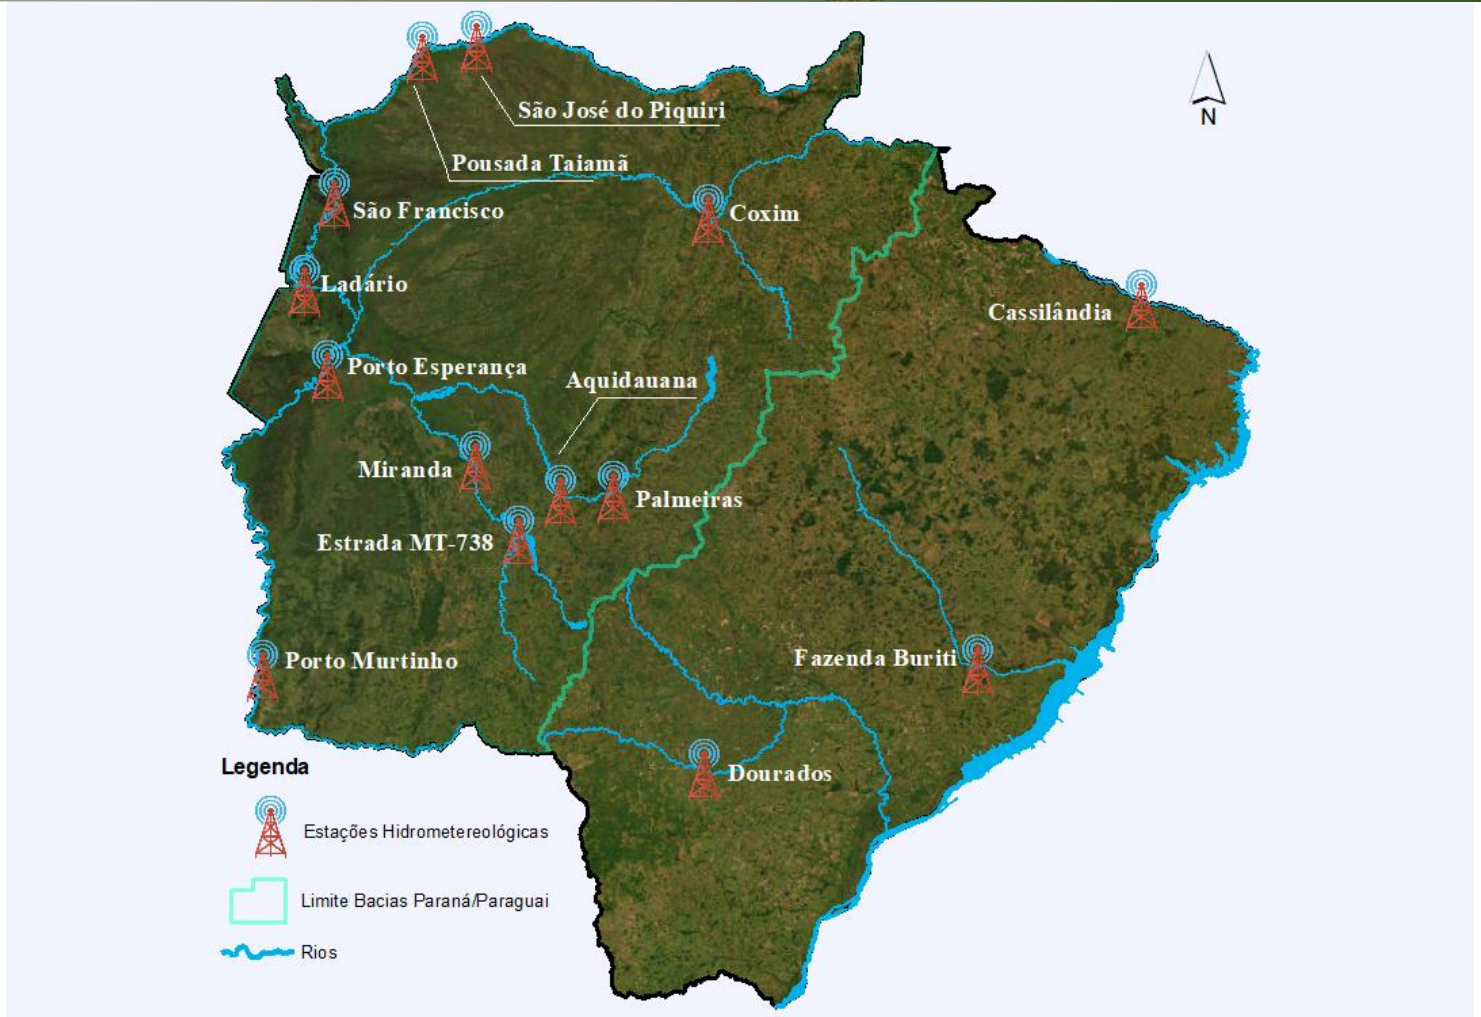 São José do Piquiri
N
Pousada Taiamã
São Francisco
Coxim
Ladário
Cassilândia
Porto Esperança
Aquidauana
Miranda
Palmeiras
Estrada MT-738
Porto Murtinho
Fazenda Buriti
Dourados
Legenda
Estações Hidrometereológicas
Limite Bacias Paraná/Paraguai
Rios